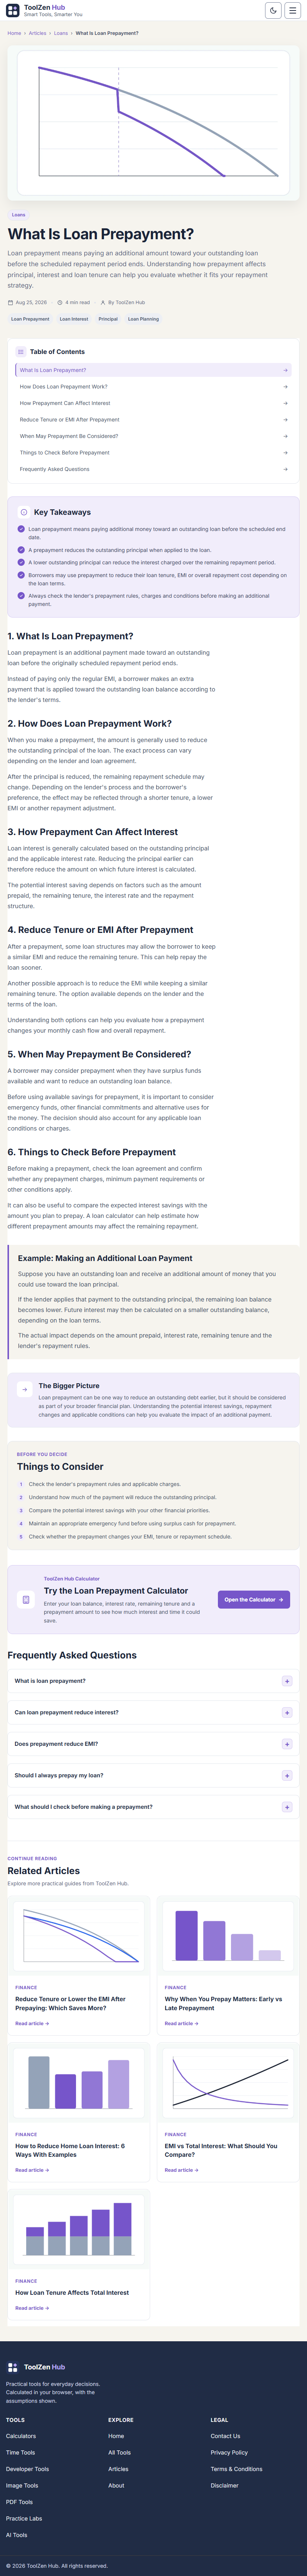 ToolZen Hub
Smart Tools, Smarter You
Home › Articles › Loans › What Is Loan Prepayment?
Loans
What Is Loan Prepayment?
Loan prepayment means paying an additional amount toward your outstanding loan
before the scheduled repayment period ends. Understanding how prepayment affects
principal, interest and loan tenure can help you evaluate whether it fits your repayment
strategy.
Aug 25, 2026 · 4 min read · By ToolZen Hub
Loan Prepayment Loan Interest Principal Loan Planning
Table of Contents
What Is Loan Prepayment? →
How Does Loan Prepayment Work? →
How Prepayment Can Affect Interest →
Reduce Tenure or EMI After Prepayment →
When May Prepayment Be Considered? →
Things to Check Before Prepayment →
Frequently Asked Questions →
Key Takeaways
Loan prepayment means paying additional money toward an outstanding loan before the scheduled end
date.
A prepayment reduces the outstanding principal when applied to the loan.
A lower outstanding principal can reduce the interest charged over the remaining repayment period.
Borrowers may use prepayment to reduce their loan tenure, EMI or overall repayment cost depending on
the loan terms.
Always check the lender's prepayment rules, charges and conditions before making an additional
payment.
1. What Is Loan Prepayment?
Loan prepayment is an additional payment made toward an outstanding
loan before the originally scheduled repayment period ends.
Instead of paying only the regular EMI, a borrower makes an extra
payment that is applied toward the outstanding loan balance according to
the lender's terms.
2. How Does Loan Prepayment Work?
When you make a prepayment, the amount is generally used to reduce
the outstanding principal of the loan. The exact process can vary
depending on the lender and loan agreement.
After the principal is reduced, the remaining repayment schedule may
change. Depending on the lender's process and the borrower's
preference, the effect may be reflected through a shorter tenure, a lower
EMI or another repayment adjustment.
3. How Prepayment Can Affect Interest
Loan interest is generally calculated based on the outstanding principal
and the applicable interest rate. Reducing the principal earlier can
therefore reduce the amount on which future interest is calculated.
The potential interest saving depends on factors such as the amount
prepaid, the remaining tenure, the interest rate and the repayment
structure.
4. Reduce Tenure or EMI After Prepayment
After a prepayment, some loan structures may allow the borrower to keep
a similar EMI and reduce the remaining tenure. This can help repay the
loan sooner.
Another possible approach is to reduce the EMI while keeping a similar
remaining tenure. The option available depends on the lender and the
terms of the loan.
Understanding both options can help you evaluate how a prepayment
changes your monthly cash flow and overall repayment.
5. When May Prepayment Be Considered?
A borrower may consider prepayment when they have surplus funds
available and want to reduce an outstanding loan balance.
Before using available savings for prepayment, it is important to consider
emergency funds, other financial commitments and alternative uses for
the money. The decision should also account for any applicable loan
conditions or charges.
6. Things to Check Before Prepayment
Before making a prepayment, check the loan agreement and confirm
whether any prepayment charges, minimum payment requirements or
other conditions apply.
It can also be useful to compare the expected interest savings with the
amount you plan to prepay. A loan calculator can help estimate how
different prepayment amounts may affect the remaining repayment.
Example: Making an Additional Loan Payment
Suppose you have an outstanding loan and receive an additional amount of money that you
could use toward the loan principal.
If the lender applies that payment to the outstanding principal, the remaining loan balance
becomes lower. Future interest may then be calculated on a smaller outstanding balance,
depending on the loan terms.
The actual impact depends on the amount prepaid, interest rate, remaining tenure and the
lender's repayment rules.
→
The Bigger Picture
Loan prepayment can be one way to reduce an outstanding debt earlier, but it should be considered
as part of your broader financial plan. Understanding the potential interest savings, repayment
changes and applicable conditions can help you evaluate the impact of an additional payment.
BEFORE YOU DECIDE
Things to Consider
1 Check the lender's prepayment rules and applicable charges.
2 Understand how much of the payment will reduce the outstanding principal.
3 Compare the potential interest savings with your other financial priorities.
4 Maintain an appropriate emergency fund before using surplus cash for prepayment.
5 Check whether the prepayment changes your EMI, tenure or repayment schedule.
ToolZen Hub Calculator
Try the Loan Prepayment Calculator
Enter your loan balance, interest rate, remaining tenure and a
prepayment amount to see how much interest and time it could
save.
Open the Calculator →
Frequently Asked Questions
What is loan prepayment? +
Can loan prepayment reduce interest? +
Does prepayment reduce EMI? +
Should I always prepay my loan? +
What should I check before making a prepayment? +
CONTINUE READING
Related Articles
Explore more practical guides from ToolZen Hub.
FINANCE
Reduce Tenure or Lower the EMI After
Prepaying: Which Saves More?
Read article →
FINANCE
Why When You Prepay Matters: Early vs
Late Prepayment
Read article →
FINANCE
How to Reduce Home Loan Interest: 6
Ways With Examples
Read article →
FINANCE
EMI vs Total Interest: What Should You
Compare?
Read article →
FINANCE
How Loan Tenure Affects Total Interest
Read article →
ToolZen Hub
Practical tools for everyday decisions.
Calculated in your browser, with the
assumptions shown.
TOOLS
Calculators
Time Tools
Developer Tools
Image Tools
PDF Tools
Practice Labs
AI Tools
EXPLORE
Home
All Tools
Articles
About
LEGAL
Contact Us
Privacy Policy
Terms & Conditions
Disclaimer
© 2026 ToolZen Hub. All rights reserved.